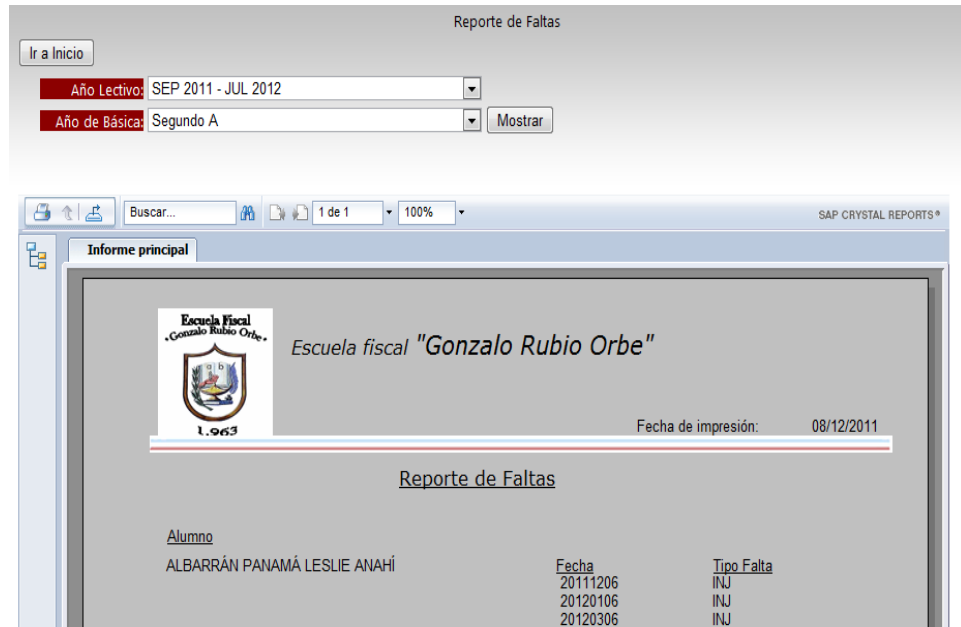 Reporte de Faltas
Ir a Inicio
Año Lectivo: SEP 2011 - JUL 2012
Año de Básica: Segundo A Mostrar
Buscar... 1 de 1 100% SAP CRYSTAL REPORTS®
Informe principal
Escuela Fiscal
"Gonzalo Rubio Orbe"
a b
1.963
Escuela fiscal "Gonzalo Rubio Orbe"
Fecha de impresión: 08/12/2011
Reporte de Faltas
Alumno
ALBARRÁN PANAMÁ LESLIE ANAHÍ Fecha Tipo Falta
20111206 INJ
20120106 INJ
20120306 INJ